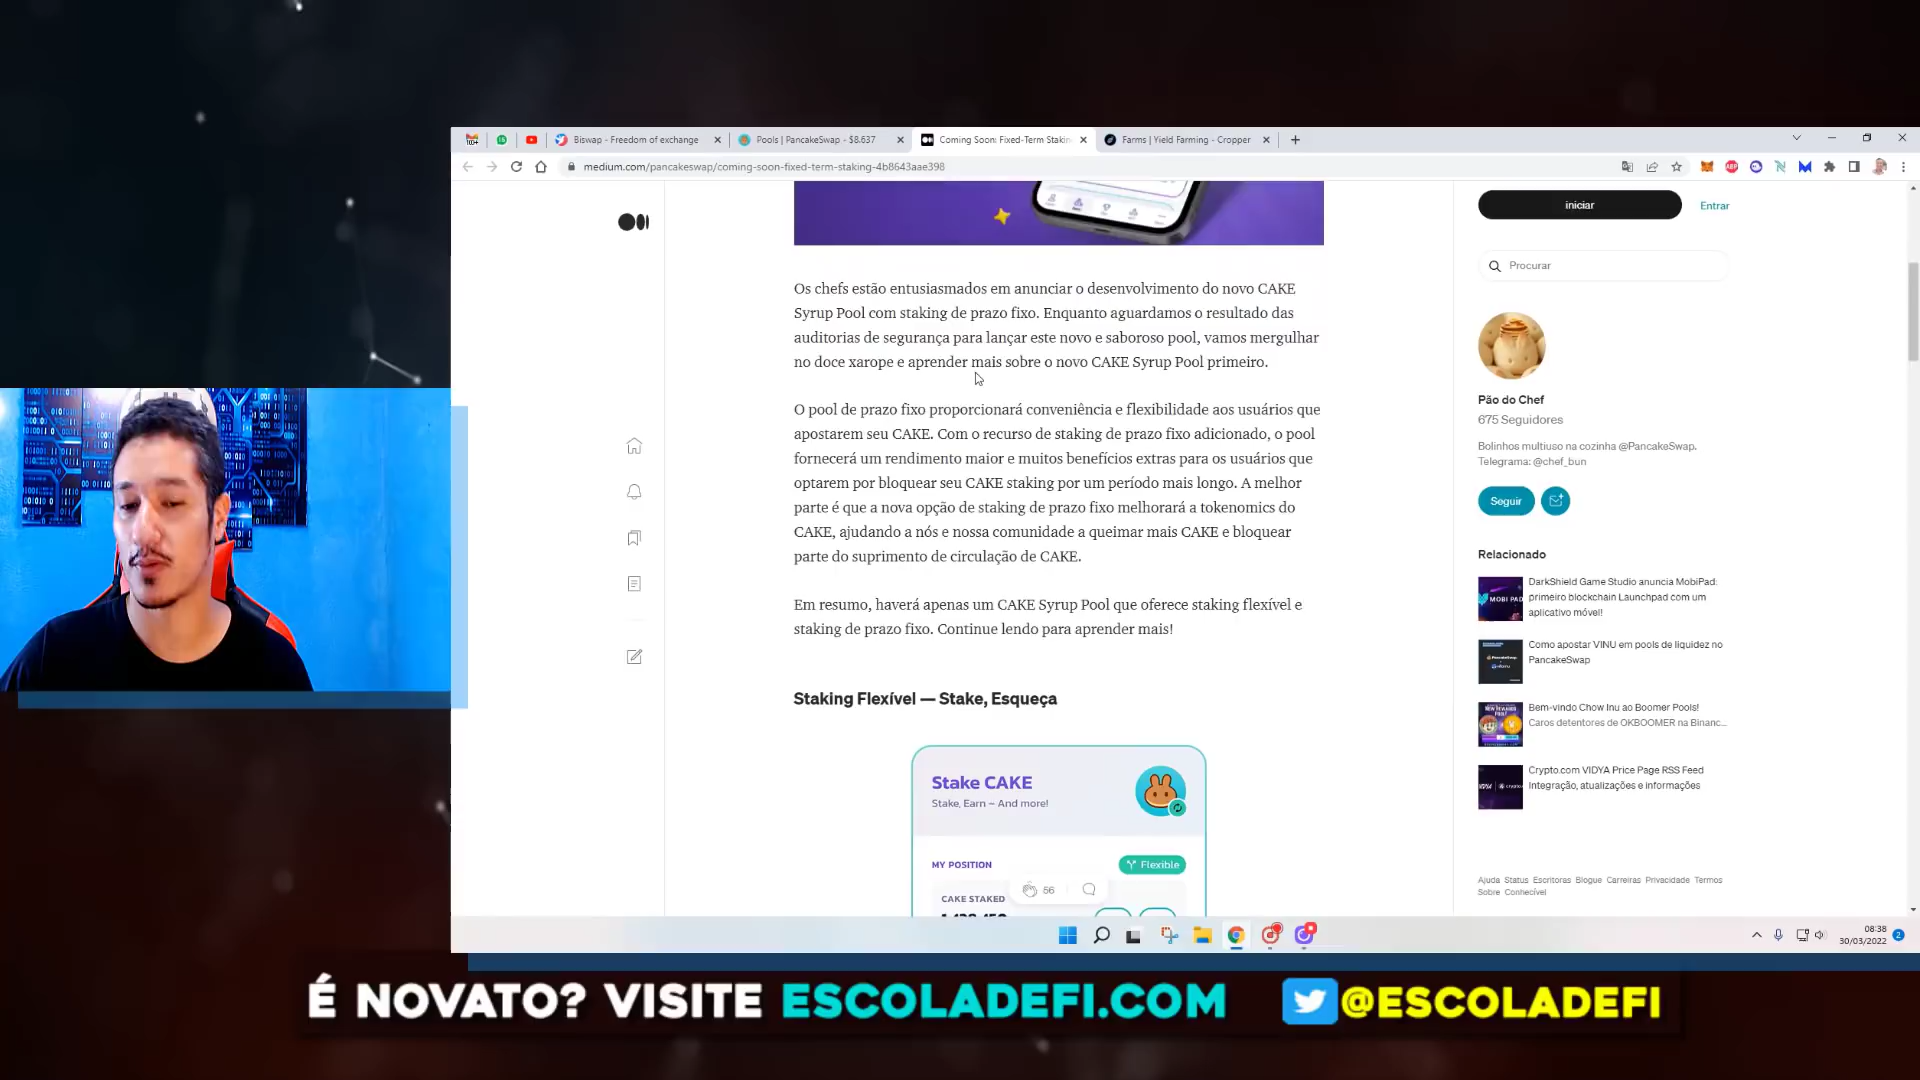 Biswap - Freedom of exchange
Pools | PancakeSwap - $8.637
Coming Soon: Fixed-Term Stakin
Farms | Yield Farming - Cropper
medium.com/pancakeswap/coming-soon-fixed-term-staking-4b8643aae398
iniciar
Entrar
Procurar
Os chefs estão entusiasmados em anunciar o desenvolvimento do novo CAKE
Syrup Pool com staking de prazo fixo. Enquanto aguardamos o resultado das
auditorias de segurança para lançar este novo e saboroso pool, vamos mergulhar
no doce xarope e aprender mais sobre o novo CAKE Syrup Pool primeiro.
O pool de prazo fixo proporcionará conveniência e flexibilidade aos usuários que
apostarem seu CAKE. Com o recurso de staking de prazo fixo adicionado, o pool
fornecerá um rendimento maior e muitos benefícios extras para os usuários que
optarem por bloquear seu CAKE staking por um período mais longo. A melhor
parte é que a nova opção de staking de prazo fixo melhorará a tokenomics do
CAKE, ajudando a nós e nossa comunidade a queimar mais CAKE e bloquear
parte do suprimento de circulação de CAKE.
Em resumo, haverá apenas um CAKE Syrup Pool que oferece staking flexível e
staking de prazo fixo. Continue lendo para aprender mais!
Staking Flexível — Stake, Esqueça
Stake CAKE
Stake, Earn – And more!
MY POSITION
Flexible
CAKE STAKED
56
Pão do Chef
675 Seguidores
Bolinhos multiuso na cozinha @PancakeSwap.
Telegrama: @chef_bun
Seguir
Relacionado
DarkShield Game Studio anuncia MobiPad:
primeiro blockchain Launchpad com um
aplicativo móvel!
MOBI PAD
Como apostar VINU em pools de liquidez no
PancakeSwap
Bem-vindo Chow Inu ao Boomer Pools!
Caros detentores de OKBOOMER na Binanc...
Crypto.com VIDYA Price Page RSS Feed
Integração, atualizações e informações
Ajuda Status Escritoras Blogue Carreiras Privacidade Termos
Sobre Conhecível
08:38
30/03/2022
2
É NOVATO? VISITE ESCOLADEFI.COM
@ESCOLADEFI